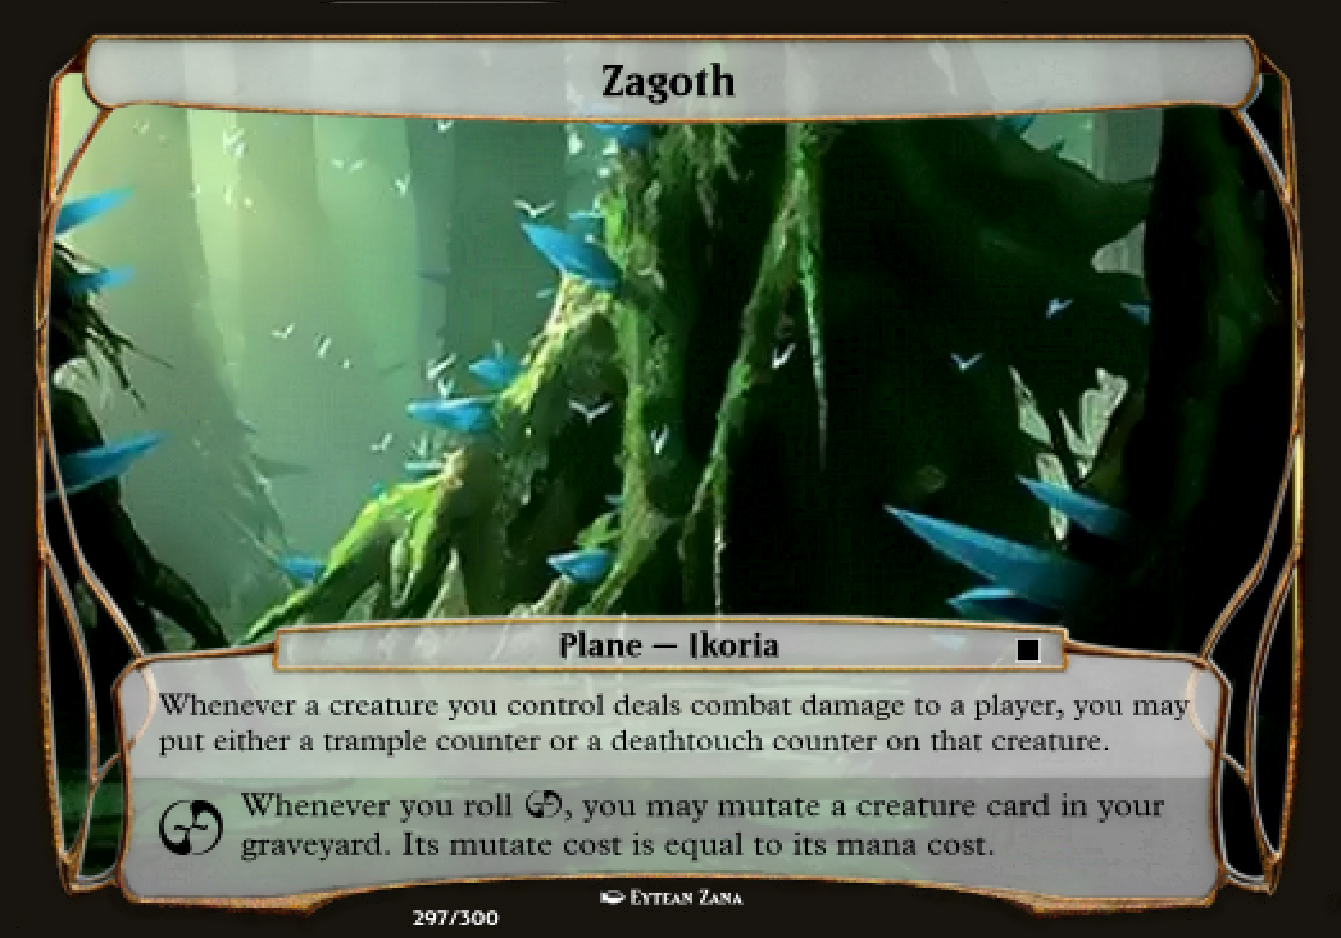 Zagoth
Plane — Ikoria
Whenever a creature you control deals combat damage to a player, you may
put either a trample counter or a deathtouch counter on that creature.
Whenever you roll , you may mutate a creature card in your
graveyard. Its mutate cost is equal to its mana cost.
Eytean Zana
297/300